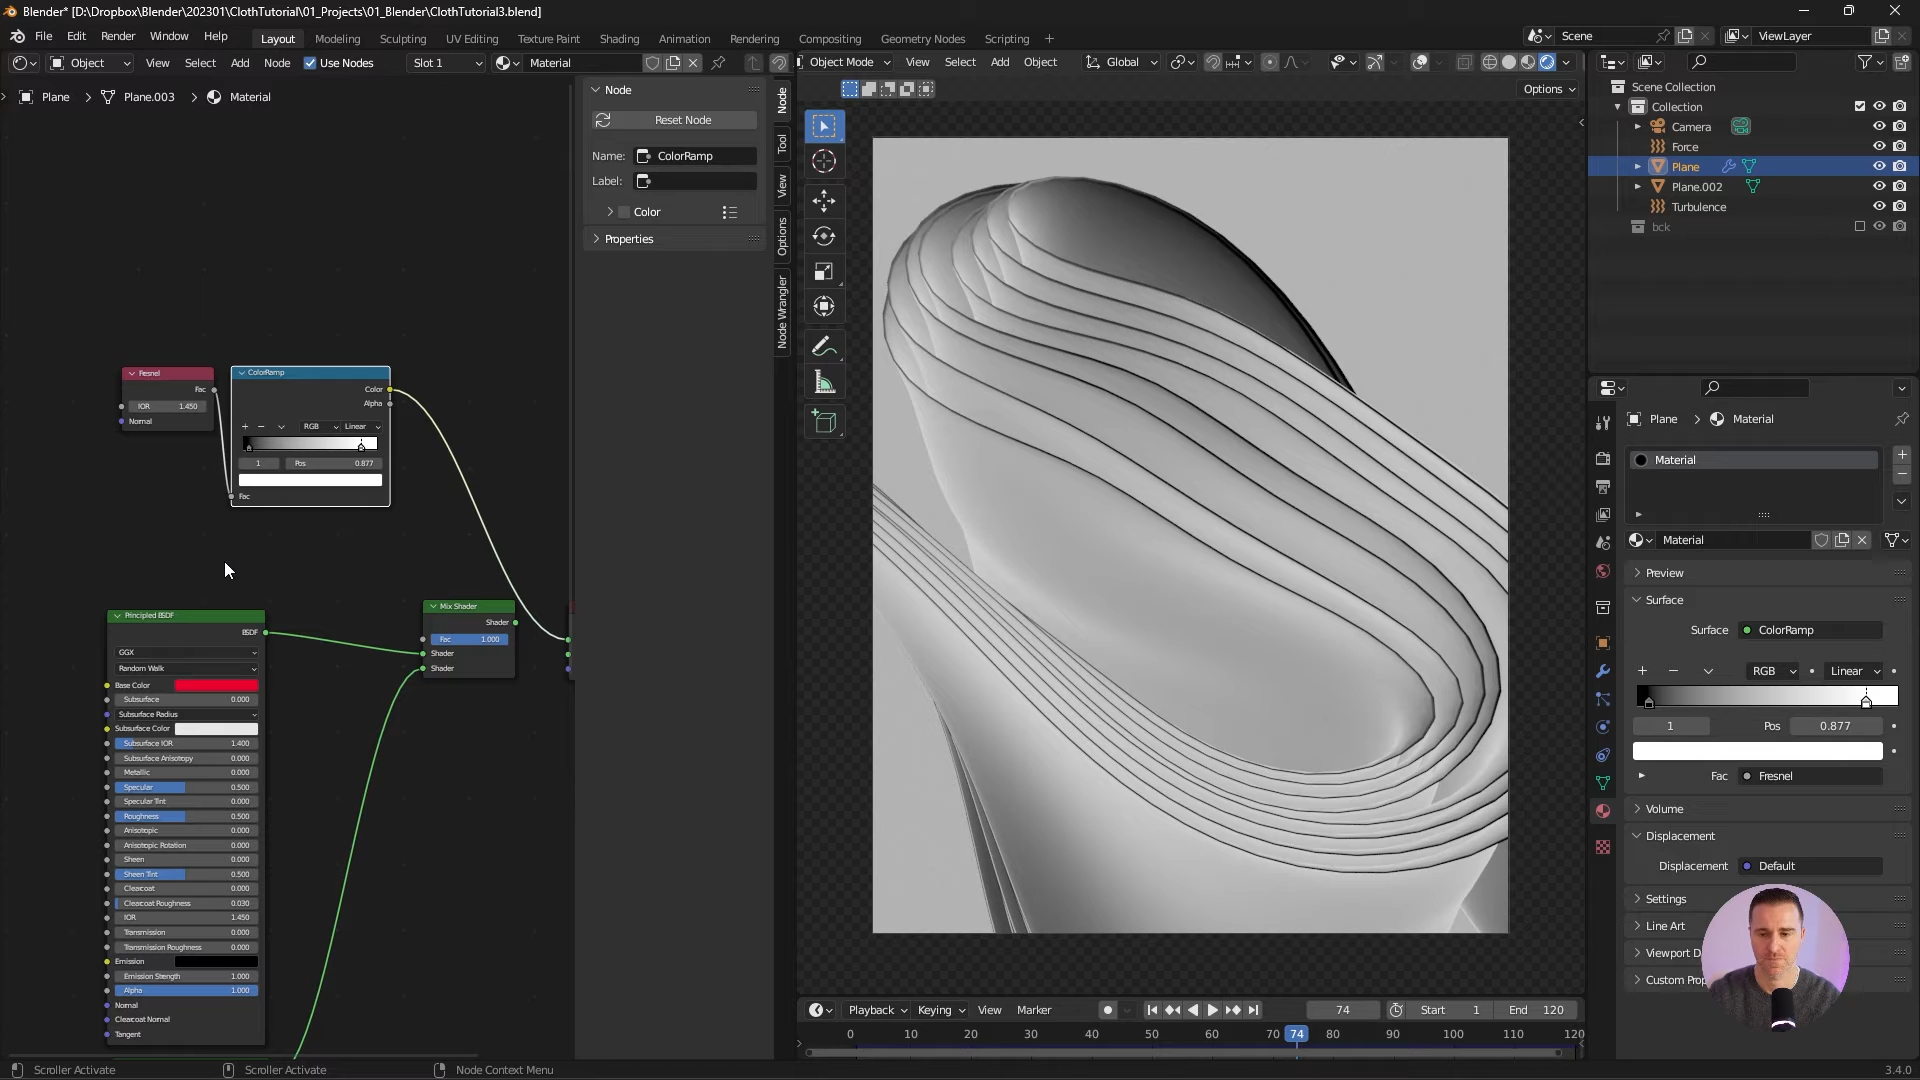 Blender* [D:\Dropbox\Blender\202301\ClothTutorial\01_Projects\01_Blender\ClothTutorial3.blend]
File Edit Render Window Help Layout Modeling Sculpting UV Editing Texture Paint Shading Animation Rendering Compositing Geometry Nodes Scripting + Scene ViewLayer
Object View Select Add Node Use Nodes Slot 1 Material Object Mode View Select Add Object Global
Plane > Plane.003 > Material
Options
Node
Reset Node
Name: ColorRamp
Label:
Color
Properties
Node
Tool
View
Options
Node Wrangler
Fresnel
Fac
IOR 1.450
Normal
ColorRamp
Color
Alpha
RGB Linear
1 Pos 0.877
Fac
Principled BSDF
BSDF
GGX
Random Walk
Base Color
Subsurface 0.000
Subsurface Radius
Subsurface Color
Subsurface IOR 1.400
Subsurface Anisotropy 0.000
Metallic 0.000
Specular 0.500
Specular Tint 0.000
Roughness 0.500
Anisotropic 0.000
Anisotropic Rotation 0.000
Sheen 0.000
Sheen Tint 0.500
Clearcoat 0.000
Clearcoat Roughness 0.030
IOR 1.450
Transmission 0.000
Transmission Roughness 0.000
Emission
Emission Strength 1.000
Alpha 1.000
Normal
Clearcoat Normal
Tangent
Mix Shader
Shader
Fac 1.000
Shader
Shader
Scene Collection
Collection
Camera
Force
Plane
Plane.002
Turbulence
bck
Plane > Material
Material
Material
Preview
Surface
Surface ColorRamp
RGB Linear
1 Pos 0.877
Fac Fresnel
Volume
Displacement
Displacement Default
Settings
Line Art
Viewport D
Custom Prop
Playback Keying View Marker 74 Start 1 End 120
0 10 20 30 40 50 60 70 74 80 90 100 110 120
Scroller Activate Scroller Activate Node Context Menu 3.4.0